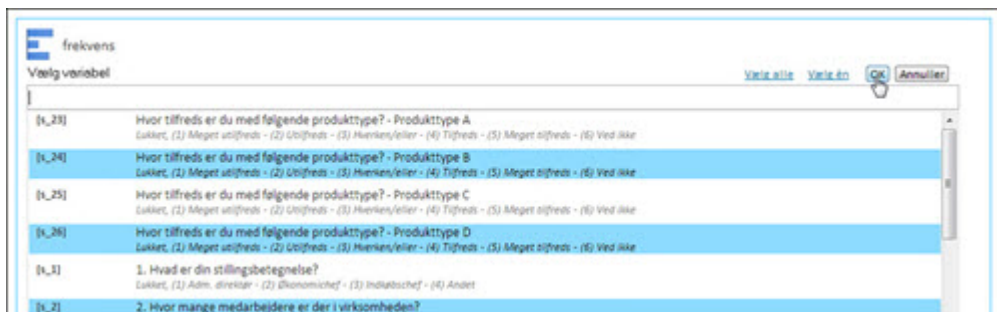 frekvens
Vælg variabel
Vælg alle Vælg én OK Annuller
[s_23] Hvor tilfreds er du med følgende produkttype? - Produkttype A
Lukket, (1) Meget utilfreds - (2) Utilfreds - (3) Hverken/eller - (4) Tilfreds - (5) Meget tilfreds - (6) Ved ikke
[s_24] Hvor tilfreds er du med følgende produkttype? - Produkttype B
Lukket, (1) Meget utilfreds - (2) Utilfreds - (3) Hverken/eller - (4) Tilfreds - (5) Meget tilfreds - (6) Ved ikke
[s_25] Hvor tilfreds er du med følgende produkttype? - Produkttype C
Lukket, (1) Meget utilfreds - (2) Utilfreds - (3) Hverken/eller - (4) Tilfreds - (5) Meget tilfreds - (6) Ved ikke
[s_26] Hvor tilfreds er du med følgende produkttype? - Produkttype D
Lukket, (1) Meget utilfreds - (2) Utilfreds - (3) Hverken/eller - (4) Tilfreds - (5) Meget tilfreds - (6) Ved ikke
[s_1] 1. Hvad er din stillingsbetegnelse?
Lukket, (1) Adm. direktør - (2) Økonomichef - (3) Indkøbschef - (4) Andet
[s_2] 2. Hvor mange medarbejdere er der i virksomheden?